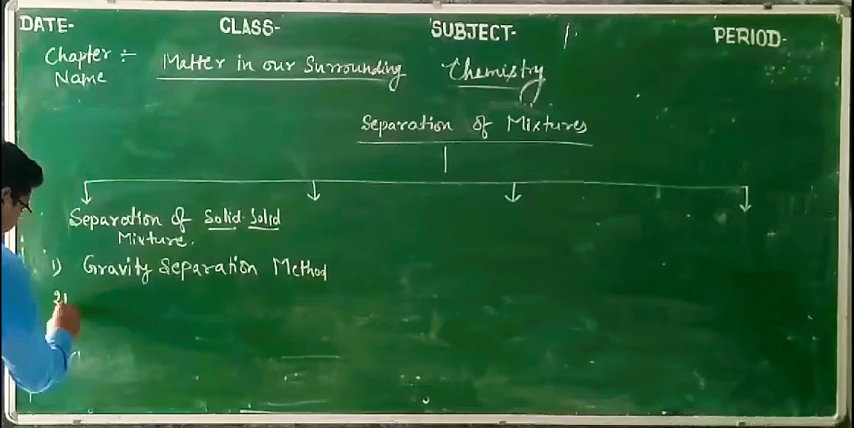 DATE- CLASS- SUBJECT- PERIOD-
Chapter :- Matter in our Surrounding Chemistry
Name
Separation of Mixtures
Separation of Solid-Solid
Mixture.
1) Gravity Separation Method
2)